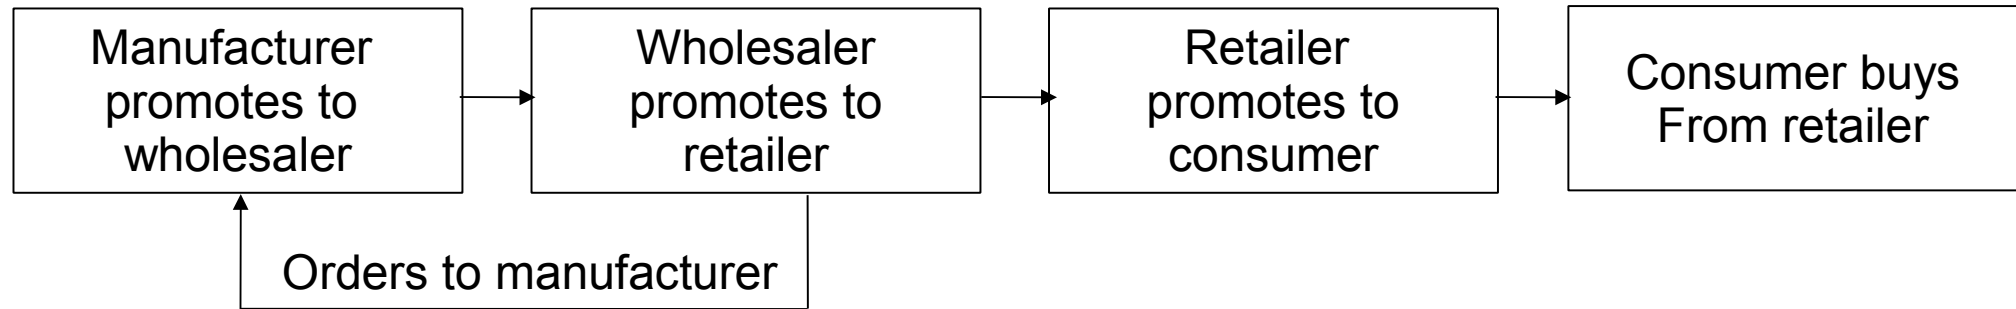 Manufacturer
promotes to
wholesaler
Wholesaler
promotes to
retailer
Retailer
promotes to
consumer
Consumer buys
From retailer
Orders to manufacturer